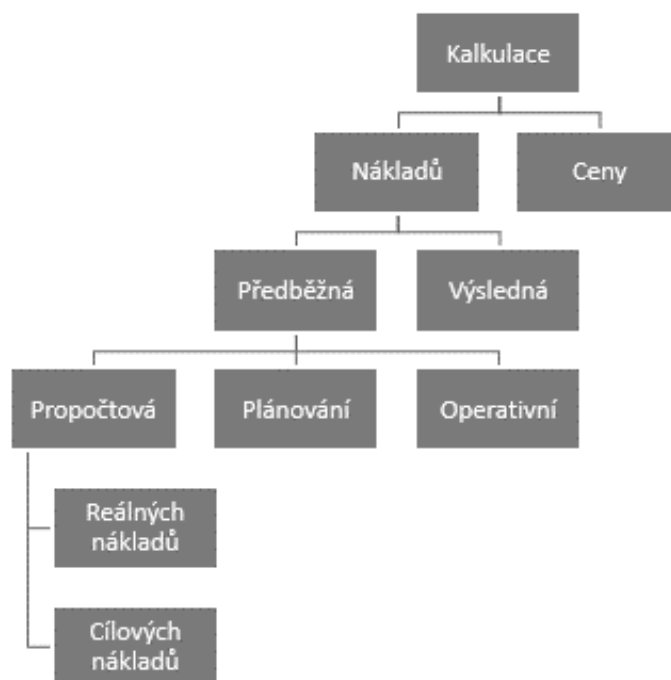 Kalkulace
Nákladů
Ceny
Předběžná
Výsledná
Propočtová
Plánování
Operativní
Reálných
nákladů
Cílových
nákladů